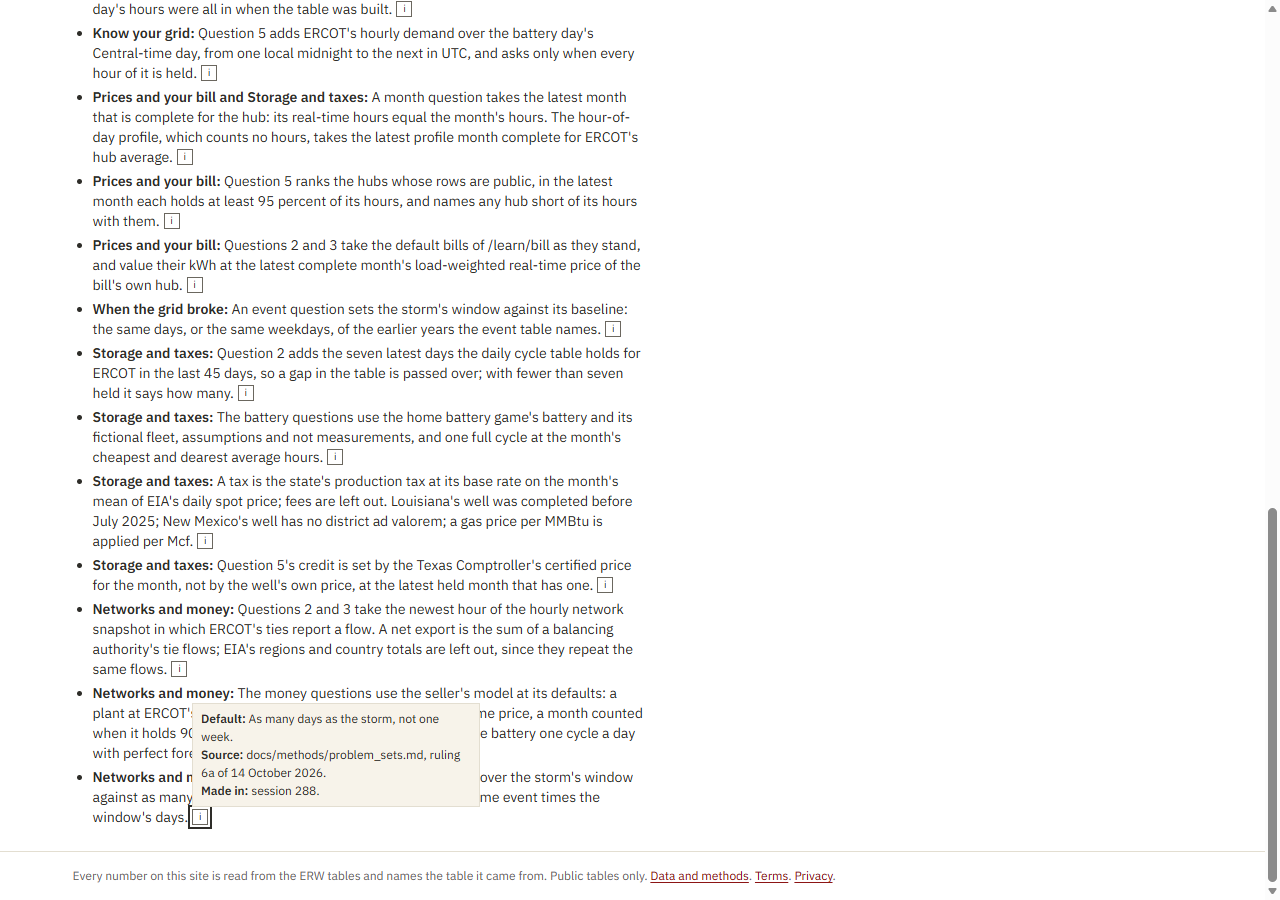 day's hours were all in when the table was built. i
• Know your grid: Question 5 adds ERCOT's hourly demand over the battery day's
Central-time day, from one local midnight to the next in UTC, and asks only when every
hour of it is held. i
• Prices and your bill and Storage and taxes: A month question takes the latest month
that is complete for the hub: its real-time hours equal the month's hours. The hour-of-
day profile, which counts no hours, takes the latest profile month complete for ERCOT's
hub average. i
• Prices and your bill: Question 5 ranks the hubs whose rows are public, in the latest
month each holds at least 95 percent of its hours, and names any hub short of its hours
with them. i
• Prices and your bill: Questions 2 and 3 take the default bills of /learn/bill as they stand,
and value their kWh at the latest complete month's load-weighted real-time price of the
bill's own hub. i
• When the grid broke: An event question sets the storm's window against its baseline:
the same days, or the same weekdays, of the earlier years the event table names. i
• Storage and taxes: Question 2 adds the seven latest days the daily cycle table holds for
ERCOT in the last 45 days, so a gap in the table is passed over; with fewer than seven
held it says how many. i
• Storage and taxes: The battery questions use the home battery game's battery and its
fictional fleet, assumptions and not measurements, and one full cycle at the month's
cheapest and dearest average hours. i
• Storage and taxes: A tax is the state's production tax at its base rate on the month's
mean of EIA's daily spot price; fees are left out. Louisiana's well was completed before
July 2025; New Mexico's well has no district ad valorem; a gas price per MMBtu is
applied per Mcf. i
• Storage and taxes: Question 5's credit is set by the Texas Comptroller's certified price
for the month, not by the well's own price, at the latest held month that has one. i
• Networks and money: Questions 2 and 3 take the newest hour of the hourly network
snapshot in which ERCOT's ties report a flow. A net export is the sum of a balancing
authority's tie flows; EIA's regions and country totals are left out, since they repeat the
same flows. i
• Networks and money: The money questions use the seller's model at its defaults: a
plant at ERCOT' me price, a month counted
when it holds 90 e battery one cycle a day
with perfect fore
• Networks and m over the storm's window
against as many me event times the
window's days. i
Default: As many days as the storm, not one
week.
Source: docs/methods/problem_sets.md, ruling
6a of 14 October 2026.
Made in: session 288.
Every number on this site is read from the ERW tables and names the table it came from. Public tables only. Data and methods. Terms. Privacy.